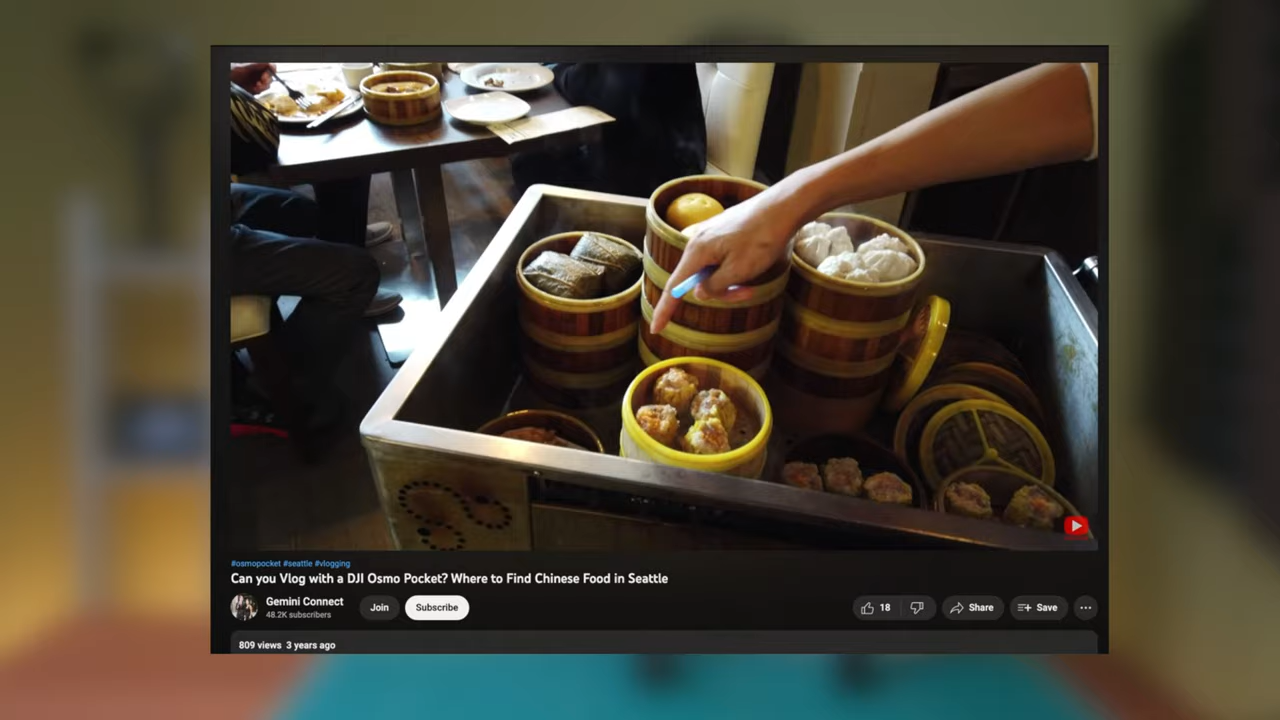 #osmopocket #seattle #vlogging
Can you Vlog with a DJI Osmo Pocket? Where to Find Chinese Food in Seattle
Gemini Connect
48.2K subscribers
Join
Subscribe
18
Share
Save
809 views 3 years ago